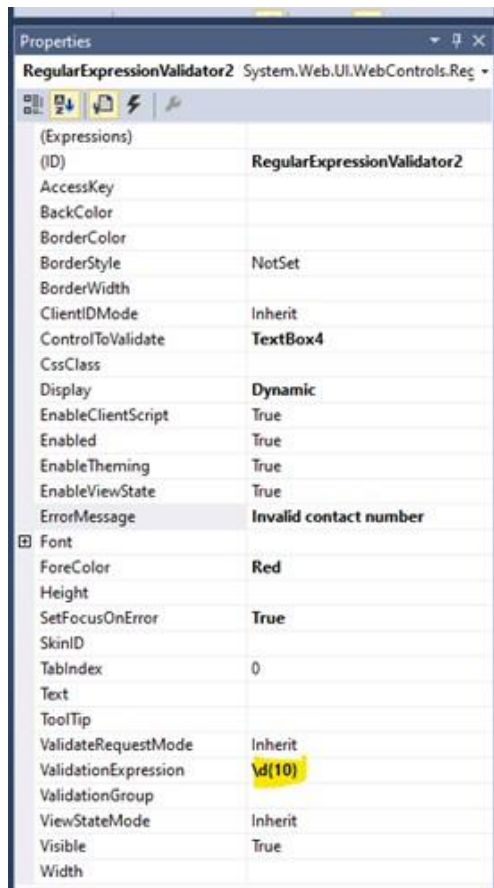 Properties
RegularExpressionValidator2 System.Web.UI.WebControls.Reg
(Expressions)
(ID) RegularExpressionValidator2
AccessKey
BackColor
BorderColor
BorderStyle NotSet
BorderWidth
ClientIDMode Inherit
ControlToValidate TextBox4
CssClass
Display Dynamic
EnableClientScript True
Enabled True
EnableTheming True
EnableViewState True
ErrorMessage Invalid contact number
Font
ForeColor Red
Height
SetFocusOnError True
SkinID
TabIndex 0
Text
ToolTip
ValidateRequestMode Inherit
ValidationExpression \d{10}
ValidationGroup
ViewStateMode Inherit
Visible True
Width